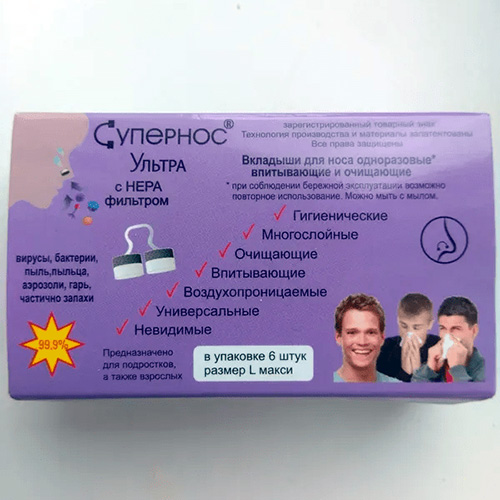 Супернос®
Ультра
с НЕРА
фильтром
зарегистрированный товарный знак
Технология производства и материалы запатентованы
Все права защищены
Вкладыши для носа одноразовые*
впитывающие и очищающие
* при соблюдении бережной эксплуатации возможно
повторное использование. Можно мыть с мылом.
✓ Гигиенические
✓ Многослойные
✓ Очищающие
✓ Впитывающие
✓ Воздухопроницаемые
✓ Универсальные
✓ Невидимые
вирусы, бактерии,
пыль,пыльца,
аэрозоли, гарь,
частично запахи
99.9%
Предназначено
для подростков,
а также взрослых
в упаковке 6 штук
размер L макси